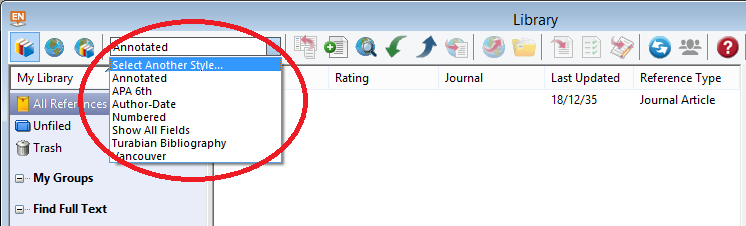 EN
Library
Annotated
?
Select Another Style...
Annotated
APA 6th
Author-Date
Numbered
Show All Fields
Turabian Bibliography
Vancouver
My Library
Rating
Journal
Last Updated
Reference Type
All References
18/12/35
Journal Article
Unfiled
Trash
My Groups
Find Full Text